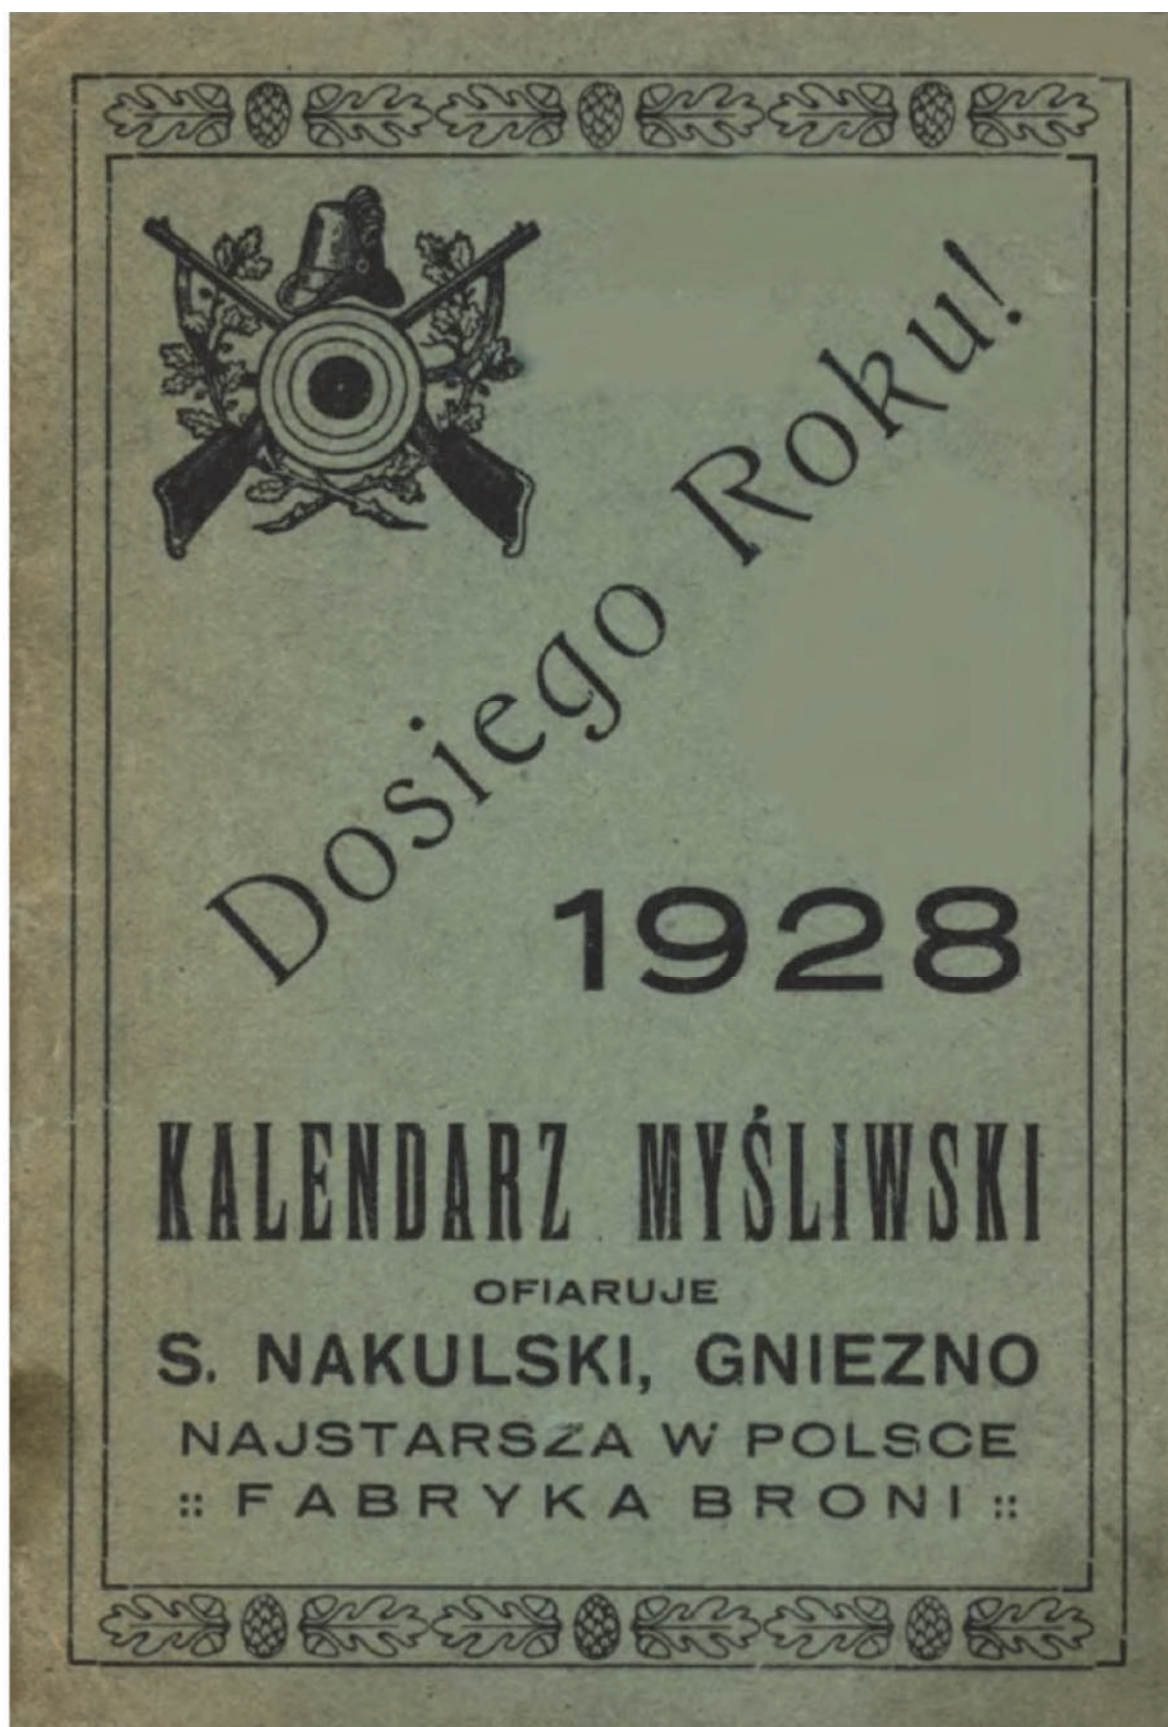 Dosiego Roku!
1928
KALENDARZ MYŚLIWSKI
OFIARUJE
S. NAKULSKI, GNIEZNO
NAJSTARSZA W POLSCE
:: FABRYKA BRONI ::